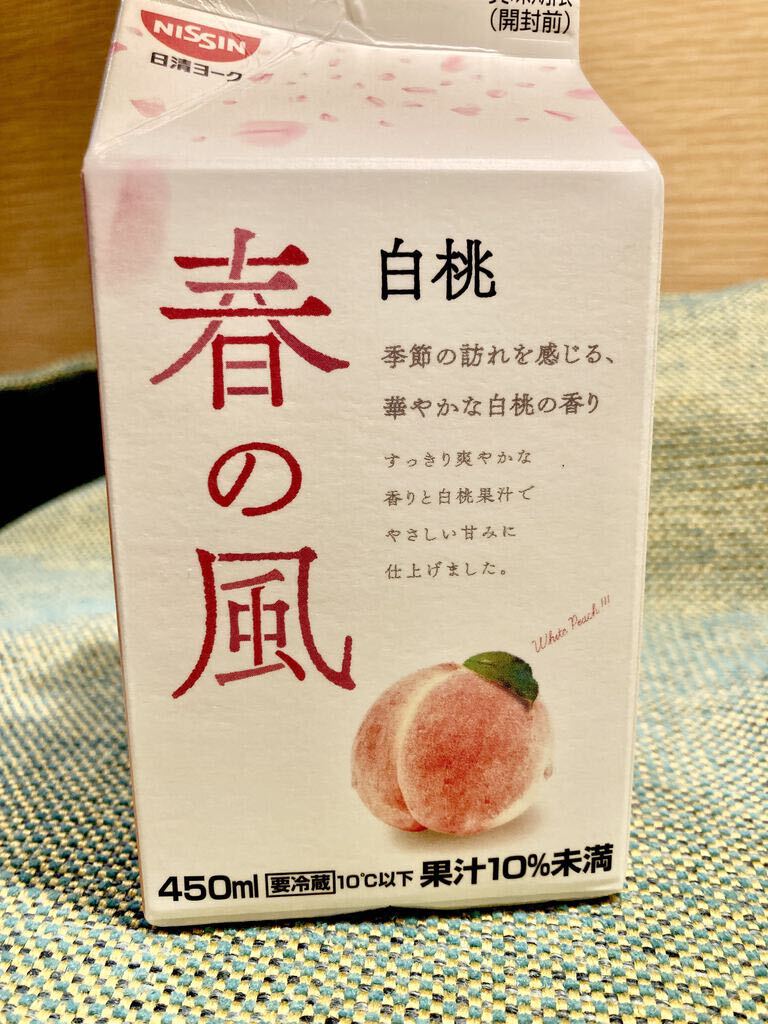 NISSIN
日清ヨーク
(開封前)
春の風
白桃
季節の訪れを感じる、
華やかな白桃の香り
すっきり爽やかな
香りと白桃果汁で
やさしい甘みに
仕上げました。
White Peach!!!
450ml 要冷蔵 10℃以下 果汁10%未満